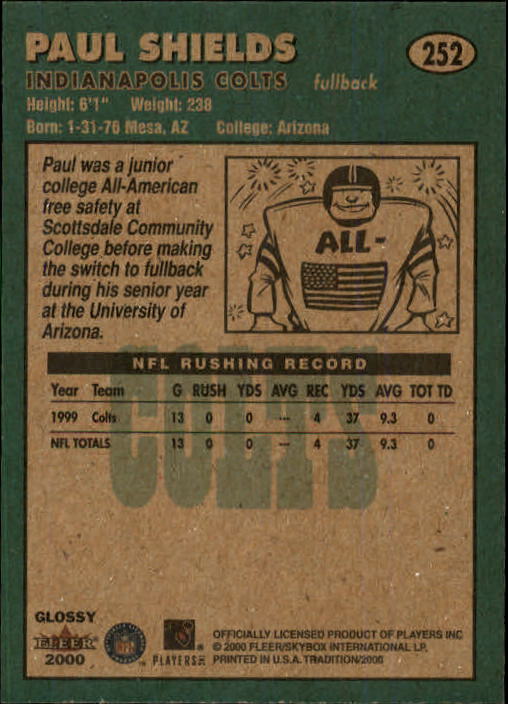 PAUL SHIELDS
252
INDIANAPOLIS COLTS fullback
Height: 6'1" Weight: 238
Born: 1-31-76 Mesa, AZ College: Arizona
Paul was a junior
college All-American
free safety at
Scottsdale Community
College before making
the switch to fullback
during his senior year
at the University of
Arizona.
ALL-
NFL RUSHING RECORD
Year Team G RUSH YDS AVG REC YDS AVG TOT TD
1999 Colts 13 0 0 --- 4 37 9.3 0
NFL TOTALS 13 0 0 --- 4 37 9.3 0
COLTS
GLOSSY
FLEER
2000
NFL
PLAYERS INC
OFFICIALLY LICENSED PRODUCT OF PLAYERS INC
© 2000 FLEER/SKYBOX INTERNATIONAL LP.
PRINTED IN U.S.A. TRADITION/2000